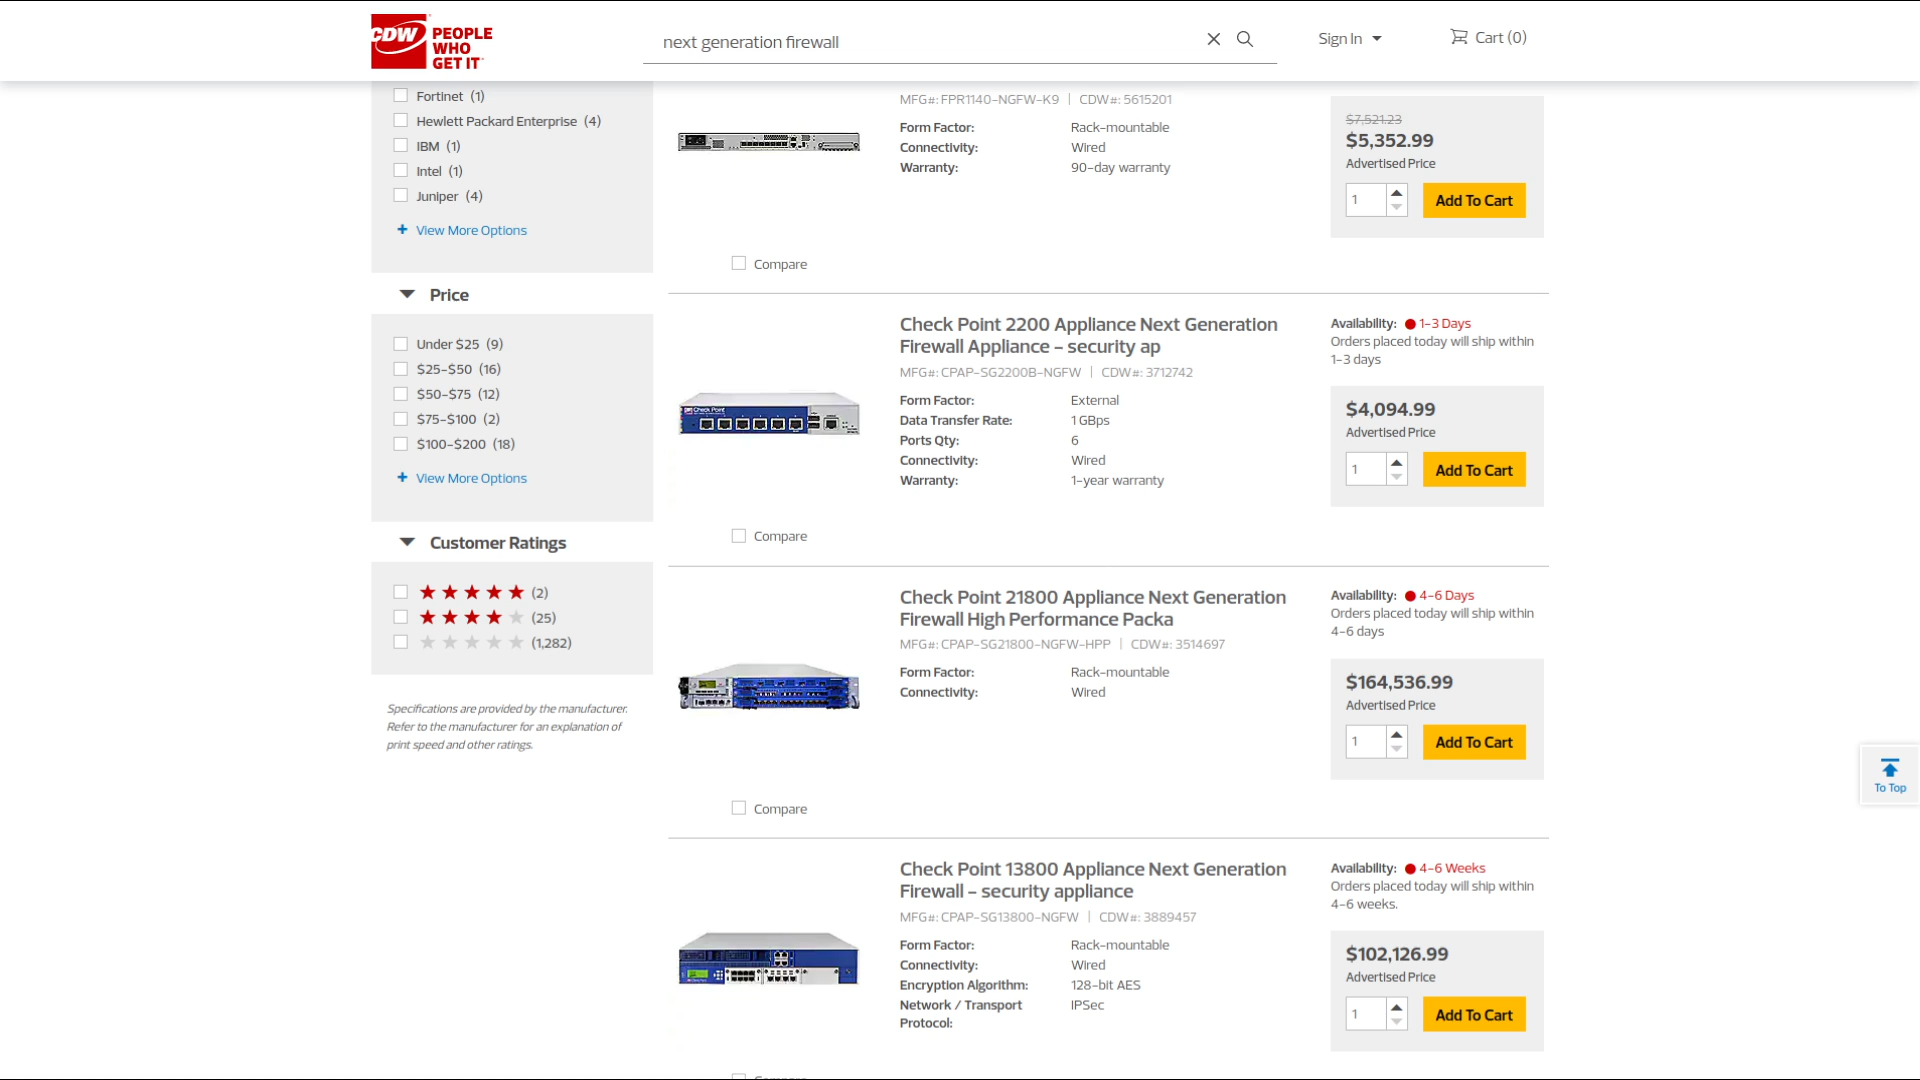 CDW
PEOPLE
WHO
GET IT
next generation firewall
Sign In
Cart (0)
Fortinet (1)
Hewlett Packard Enterprise (4)
IBM (1)
Intel (1)
Juniper (4)
+ View More Options
Price
Under $25 (9)
$25-$50 (16)
$50-$75 (12)
$75-$100 (2)
$100-$200 (18)
+ View More Options
Customer Ratings
(2)
(25)
(1,282)
Specifications are provided by the manufacturer.
Refer to the manufacturer for an explanation of
print speed and other ratings.
MFG#: FPR1140-NGFW-K9 | CDW#: 5615201
Form Factor: Rack-mountable
Connectivity: Wired
Warranty: 90-day warranty
$7,521.23
$5,352.99
Advertised Price
1
Add To Cart
Compare
Check Point 2200 Appliance Next Generation
Firewall Appliance - security ap
MFG#: CPAP-SG2200B-NGFW | CDW#: 3712742
Form Factor: External
Data Transfer Rate: 1 GBps
Ports Qty: 6
Connectivity: Wired
Warranty: 1-year warranty
Availability: 1-3 Days
Orders placed today will ship within
1-3 days
$4,094.99
Advertised Price
1
Add To Cart
Check Point
Compare
Check Point 21800 Appliance Next Generation
Firewall High Performance Packa
MFG#: CPAP-SG21800-NGFW-HPP | CDW#: 3514697
Form Factor: Rack-mountable
Connectivity: Wired
Availability: 4-6 Days
Orders placed today will ship within
4-6 days
$164,536.99
Advertised Price
1
Add To Cart
Compare
Check Point 13800 Appliance Next Generation
Firewall - security appliance
MFG#: CPAP-SG13800-NGFW | CDW#: 3889457
Form Factor: Rack-mountable
Connectivity: Wired
Encryption Algorithm: 128-bit AES
Network / Transport IPSec
Protocol:
Availability: 4-6 Weeks
Orders placed today will ship within
4-6 weeks.
$102,126.99
Advertised Price
1
Add To Cart
To Top